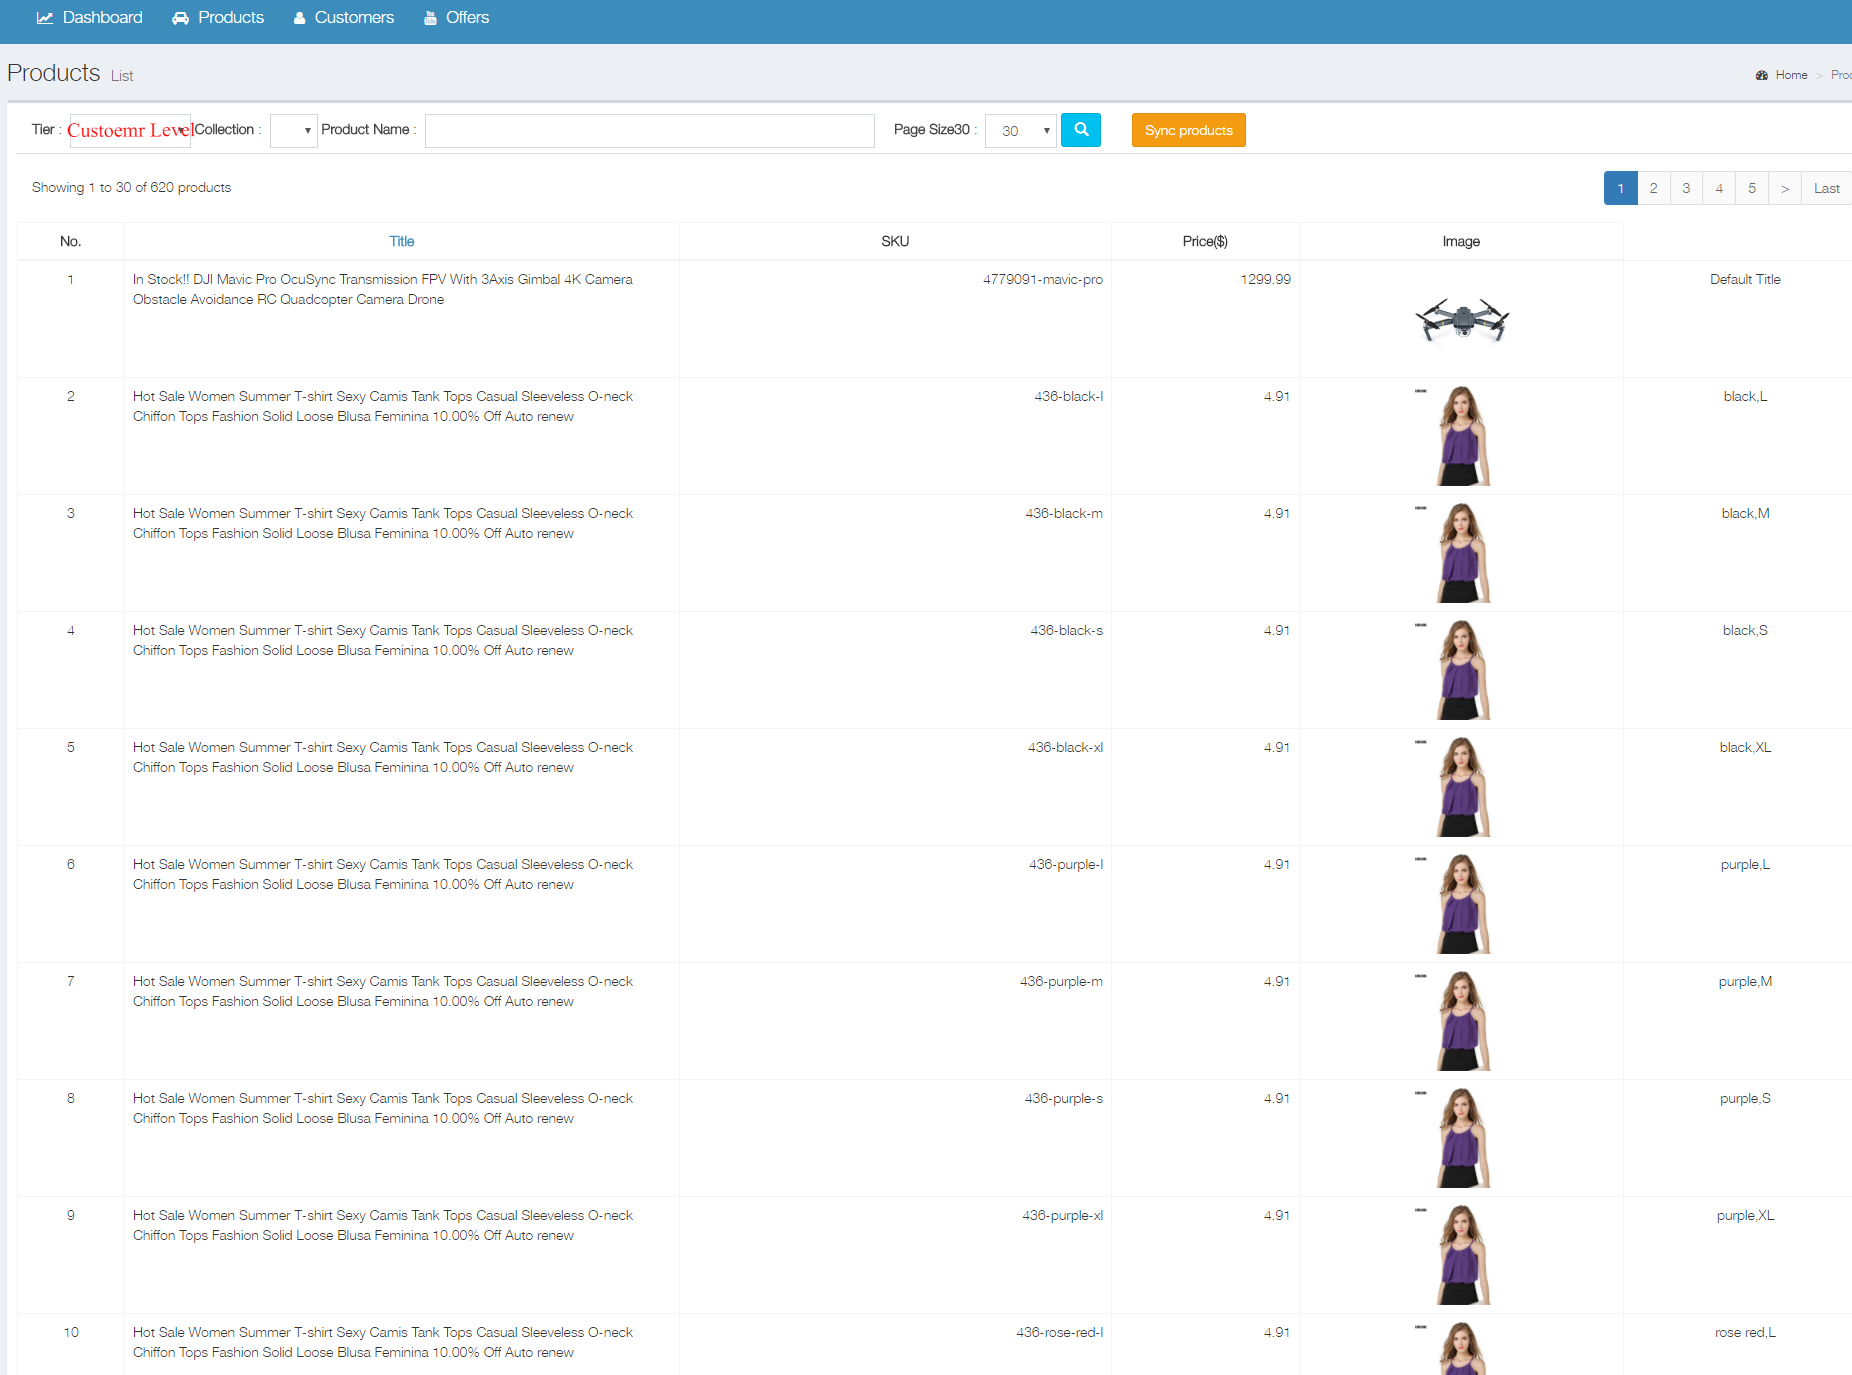 Dashboard Products Customers You Tube Offers
Products List
Home > Proc
Tier : Custoemr Level Collection : Product Name : Page Size30 : 30 Sync products
Showing 1 to 30 of 620 products
1 2 3 4 5 > Last
No. Title SKU Price($) Image
1 In Stock!! DJI Mavic Pro OcuSync Transmission FPV With 3Axis Gimbal 4K Camera 4779091-mavic-pro 1299.99 Default Title
Obstacle Avoidance RC Quadcopter Camera Drone
2 Hot Sale Women Summer T-shirt Sexy Camis Tank Tops Casual Sleeveless O-neck 436-black-l 4.91 black,L
Chiffon Tops Fashion Solid Loose Blusa Feminina 10.00% Off Auto renew
3 Hot Sale Women Summer T-shirt Sexy Camis Tank Tops Casual Sleeveless O-neck 436-black-m 4.91 black,M
Chiffon Tops Fashion Solid Loose Blusa Feminina 10.00% Off Auto renew
4 Hot Sale Women Summer T-shirt Sexy Camis Tank Tops Casual Sleeveless O-neck 436-black-s 4.91 black,S
Chiffon Tops Fashion Solid Loose Blusa Feminina 10.00% Off Auto renew
5 Hot Sale Women Summer T-shirt Sexy Camis Tank Tops Casual Sleeveless O-neck 436-black-xl 4.91 black,XL
Chiffon Tops Fashion Solid Loose Blusa Feminina 10.00% Off Auto renew
6 Hot Sale Women Summer T-shirt Sexy Camis Tank Tops Casual Sleeveless O-neck 436-purple-l 4.91 purple,L
Chiffon Tops Fashion Solid Loose Blusa Feminina 10.00% Off Auto renew
7 Hot Sale Women Summer T-shirt Sexy Camis Tank Tops Casual Sleeveless O-neck 436-purple-m 4.91 purple,M
Chiffon Tops Fashion Solid Loose Blusa Feminina 10.00% Off Auto renew
8 Hot Sale Women Summer T-shirt Sexy Camis Tank Tops Casual Sleeveless O-neck 436-purple-s 4.91 purple,S
Chiffon Tops Fashion Solid Loose Blusa Feminina 10.00% Off Auto renew
9 Hot Sale Women Summer T-shirt Sexy Camis Tank Tops Casual Sleeveless O-neck 436-purple-xl 4.91 purple,XL
Chiffon Tops Fashion Solid Loose Blusa Feminina 10.00% Off Auto renew
10 Hot Sale Women Summer T-shirt Sexy Camis Tank Tops Casual Sleeveless O-neck 436-rose-red-l 4.91 rose red,L
Chiffon Tops Fashion Solid Loose Blusa Feminina 10.00% Off Auto renew